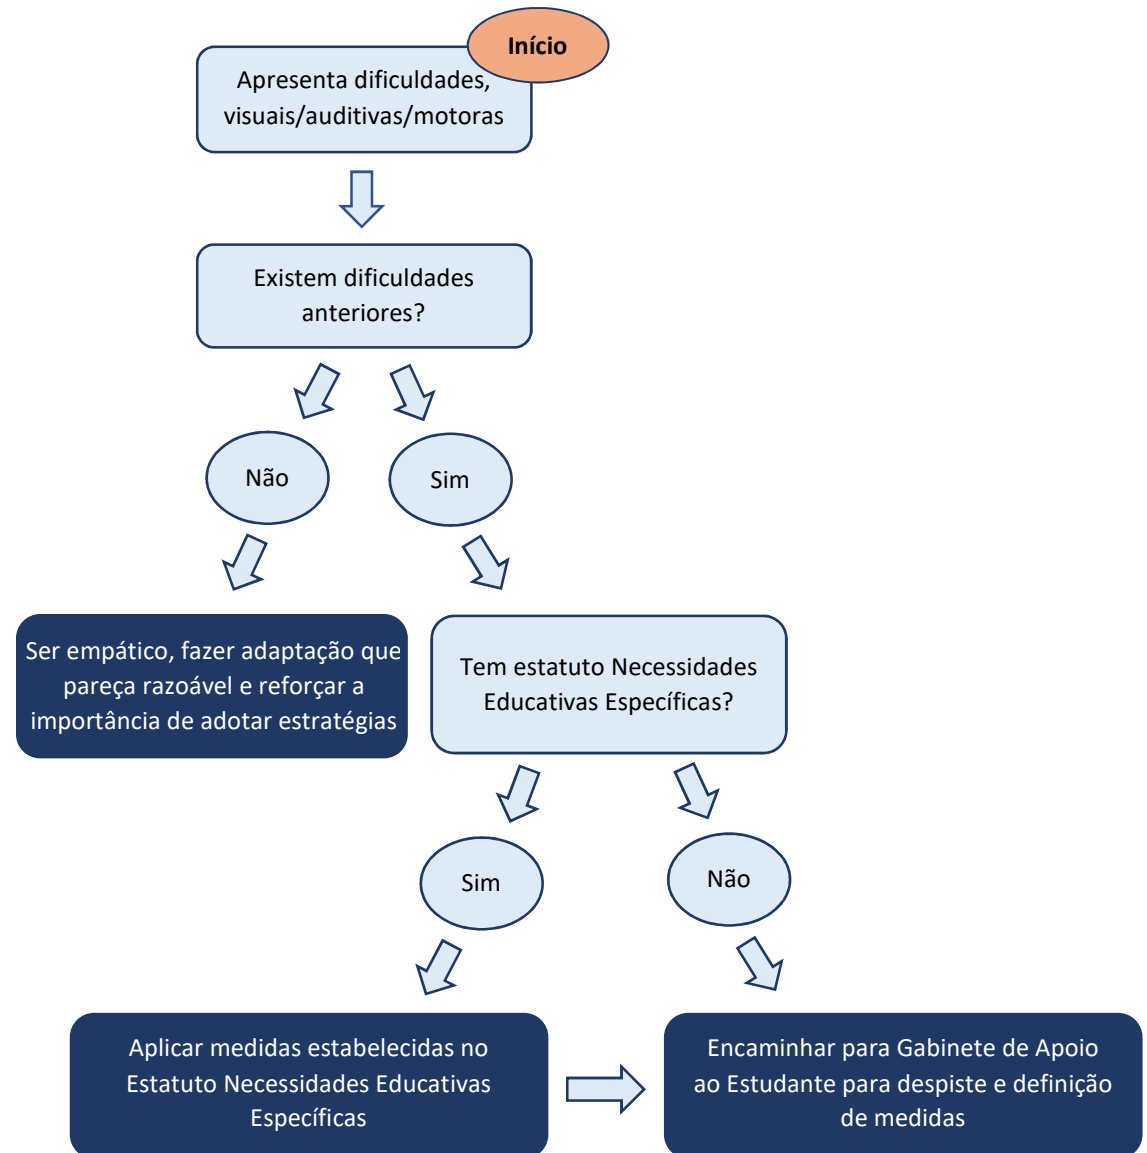 Início
Apresenta dificuldades,
visuais/auditivas/motoras
Existem dificuldades
anteriores?
Não
Sim
Ser empático, fazer adaptação que
pareça razoável e reforçar a
importância de adotar estratégias
Tem estatuto Necessidades
Educativas Específicas?
Sim
Não
Aplicar medidas estabelecidas no
Estatuto Necessidades Educativas
Específicas
Encaminhar para Gabinete de Apoio
ao Estudante para despiste e definição
de medidas